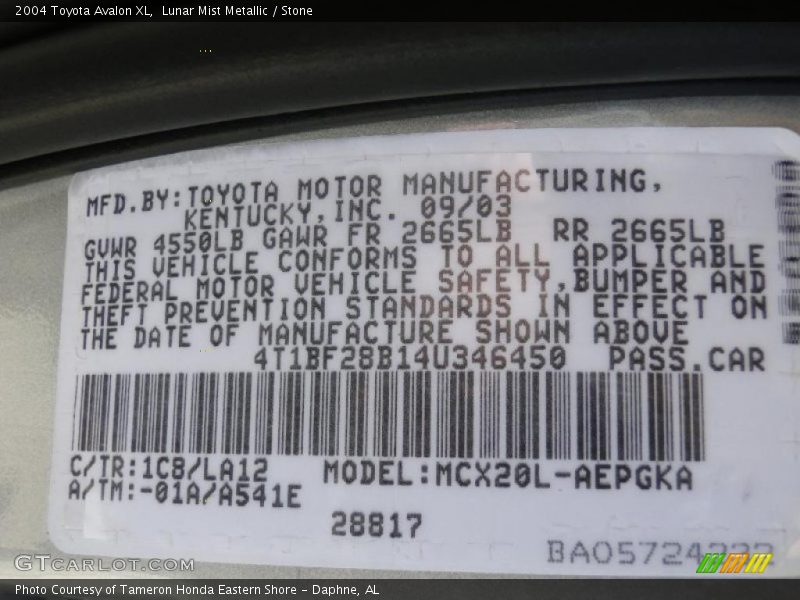 2004 Toyota Avalon XL,  Lunar Mist Metallic / Stone
MFD.BY:TOYOTA MOTOR MANUFACTURING,
KENTUCKY,INC. 09/03
GVWR 4550LB GAWR FR 2665LB RR 2665LB
THIS VEHICLE CONFORMS TO ALL APPLICABLE
FEDERAL MOTOR VEHICLE SAFETY,BUMPER AND
THEFT PREVENTION STANDARDS IN EFFECT ON
THE DATE OF MANUFACTURE SHOWN ABOVE
4T1BF28B14U346450 PASS.CAR
C/TR:1C8/LA12 MODEL:MCX20L-AEPGKA
A/TM:-01A/A541E
28817
GTCarLot.com
Photo Courtesy of Tameron Honda Eastern Shore – Daphne, AL